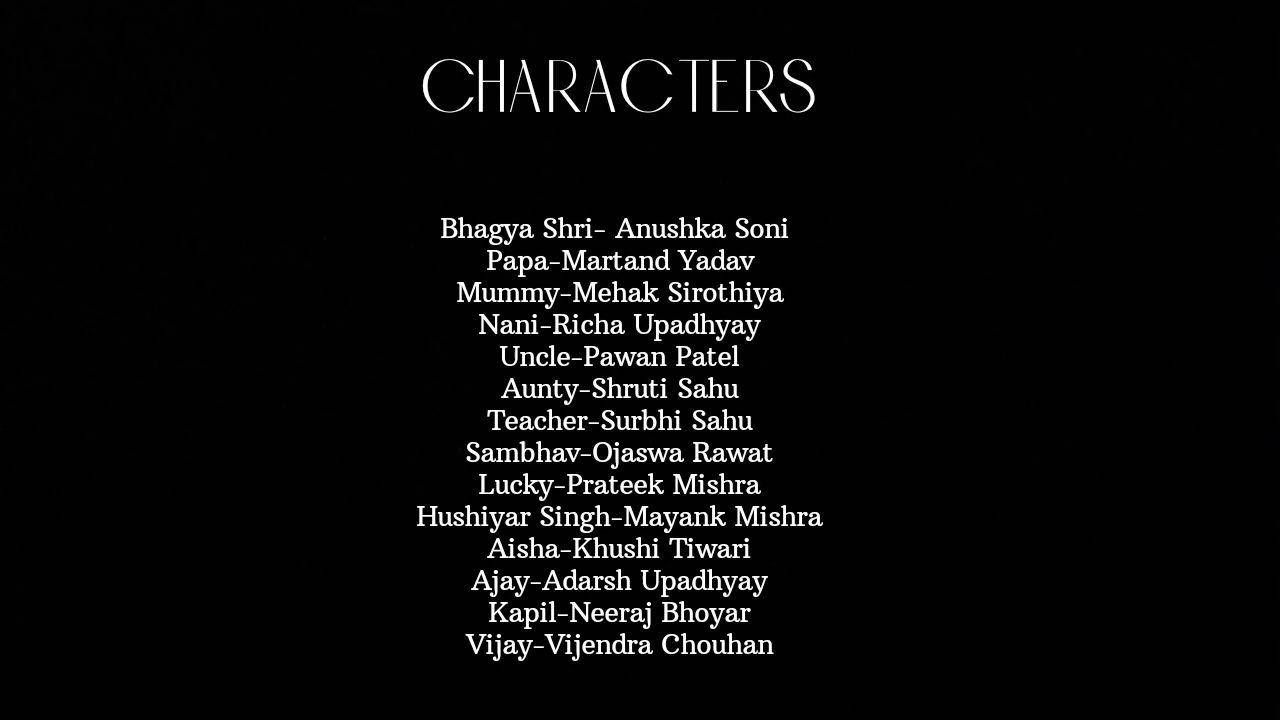 CHARACTERS
Bhagya Shri- Anushka Soni
Papa-Martand Yadav
Mummy-Mehak Sirothiya
Nani-Richa Upadhyay
Uncle-Pawan Patel
Aunty-Shruti Sahu
Teacher-Surbhi Sahu
Sambhav-Ojaswa Rawat
Lucky-Prateek Mishra
Hushiyar Singh-Mayank Mishra
Aisha-Khushi Tiwari
Ajay-Adarsh Upadhyay
Kapil-Neeraj Bhoyar
Vijay-Vijendra Chouhan